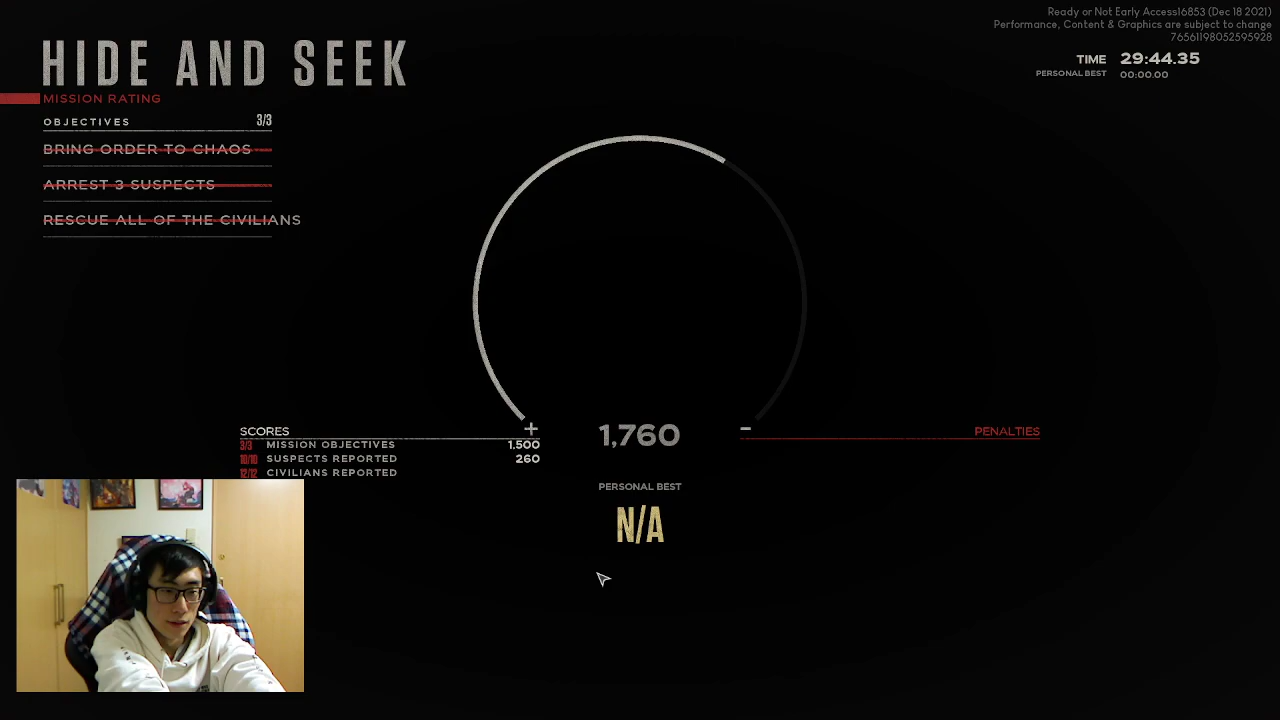 Ready or Not Early Access16853 (Dec 18 2021)
Performance, Content & Graphics are subject to change
76561198052595928
HIDE AND SEEK
TIME 29:44.35
PERSONAL BEST 00:00.00
MISSION RATING
OBJECTIVES 3/3
BRING ORDER TO CHAOS
ARREST 3 SUSPECTS
RESCUE ALL OF THE CIVILIANS
+ 1,760 -
SCORES
PENALTIES
3/3 MISSION OBJECTIVES 1.500
10/10 SUSPECTS REPORTED 260
12/12 CIVILIANS REPORTED
PERSONAL BEST
N/A